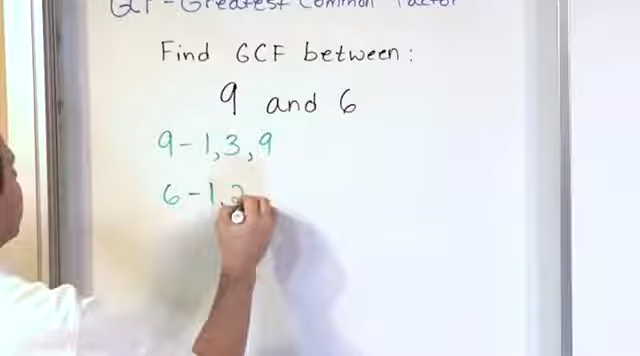 GCF - Greatest Common Factor
Find GCF between:
9 and 6
9 - 1, 3, 9
6 - 1, 2